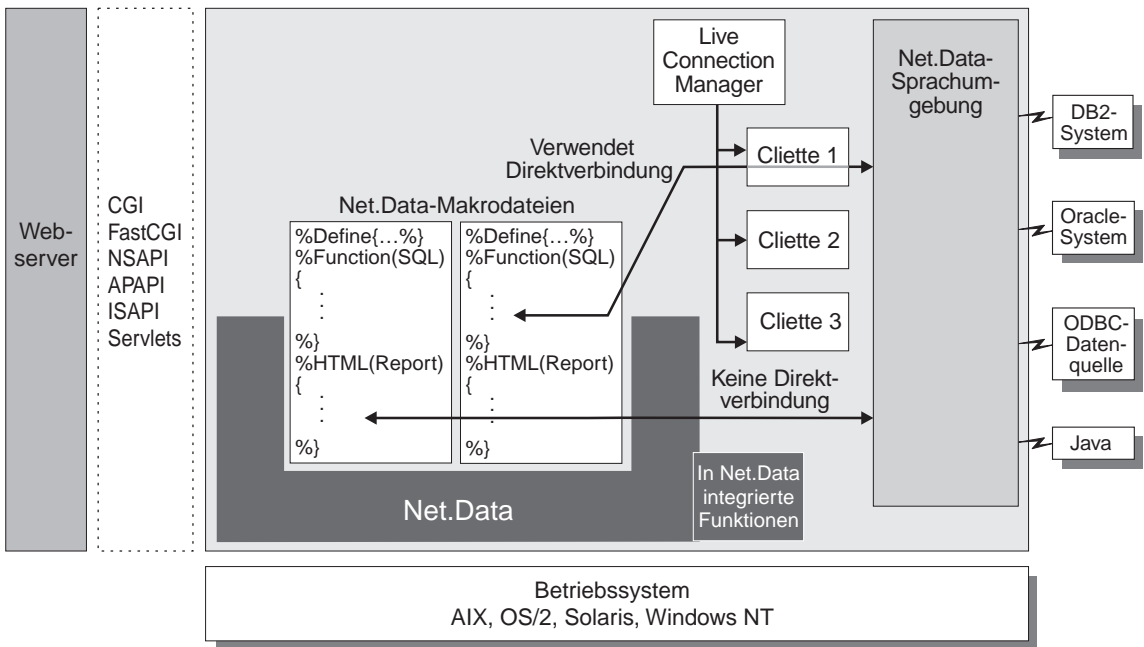 Web-
server
CGI
FastCGI
NSAPI
APAPI
ISAPI
Servlets
Live
Connection
Manager
Net.Data-
Sprachum-
gebung
Verwendet
Direktverbindung
Cliette 1
Cliette 2
Cliette 3
Net.Data-Makrodateien
%Define{...%}
%Function(SQL)
{
.
.
.
%}
%HTML(Report)
{
.
.
.
%}
%Define{...%}
%Function(SQL)
{
.
.
.
%}
%HTML(Report)
{
.
.
.
%}
Keine Direkt-
verbindung
Net.Data
In Net.Data
integrierte
Funktionen
DB2-
System
Oracle-
System
ODBC-
Daten-
quelle
Java
Betriebssystem
AIX, OS/2, Solaris, Windows NT